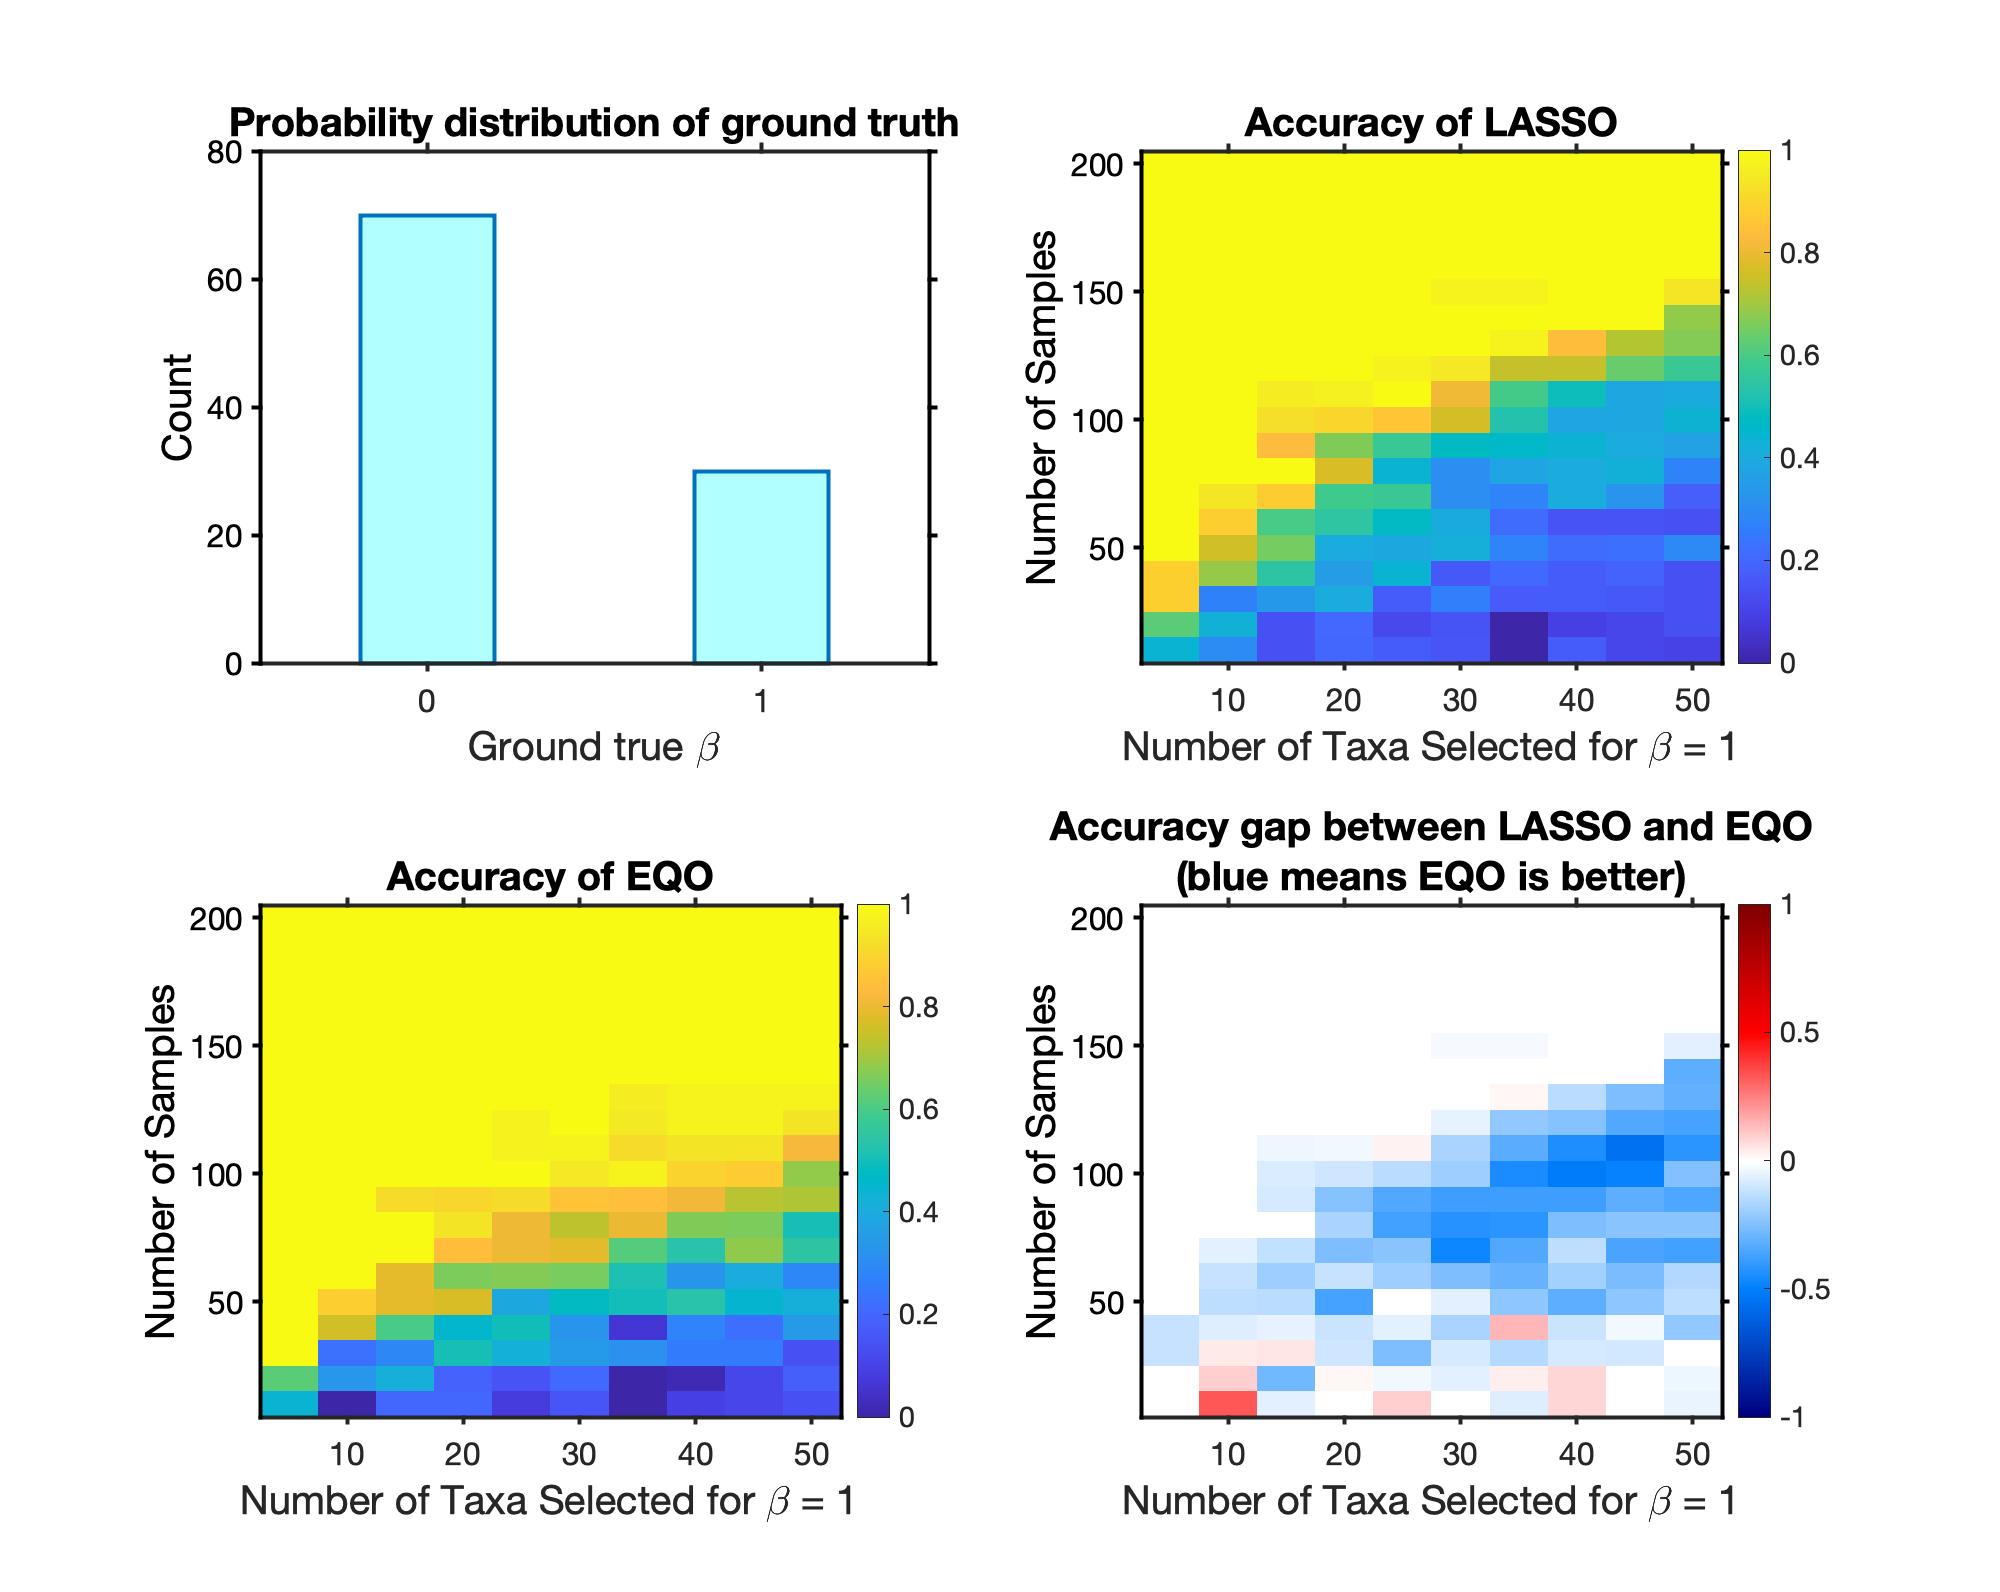 Probability distribution of ground truth
80
60
40
20
0
Count
0 1
Ground true β
Accuracy of LASSO
200
150
100
50
Number of Samples
10 20 30 40 50
Number of Taxa Selected for β = 1
1
0.8
0.6
0.4
0.2
0
Accuracy of EQO
200
150
100
50
Number of Samples
10 20 30 40 50
Number of Taxa Selected for β = 1
1
0.8
0.6
0.4
0.2
0
Accuracy gap between LASSO and EQO
(blue means EQO is better)
200
150
100
50
Number of Samples
10 20 30 40 50
Number of Taxa Selected for β = 1
1
0.5
0
-0.5
-1